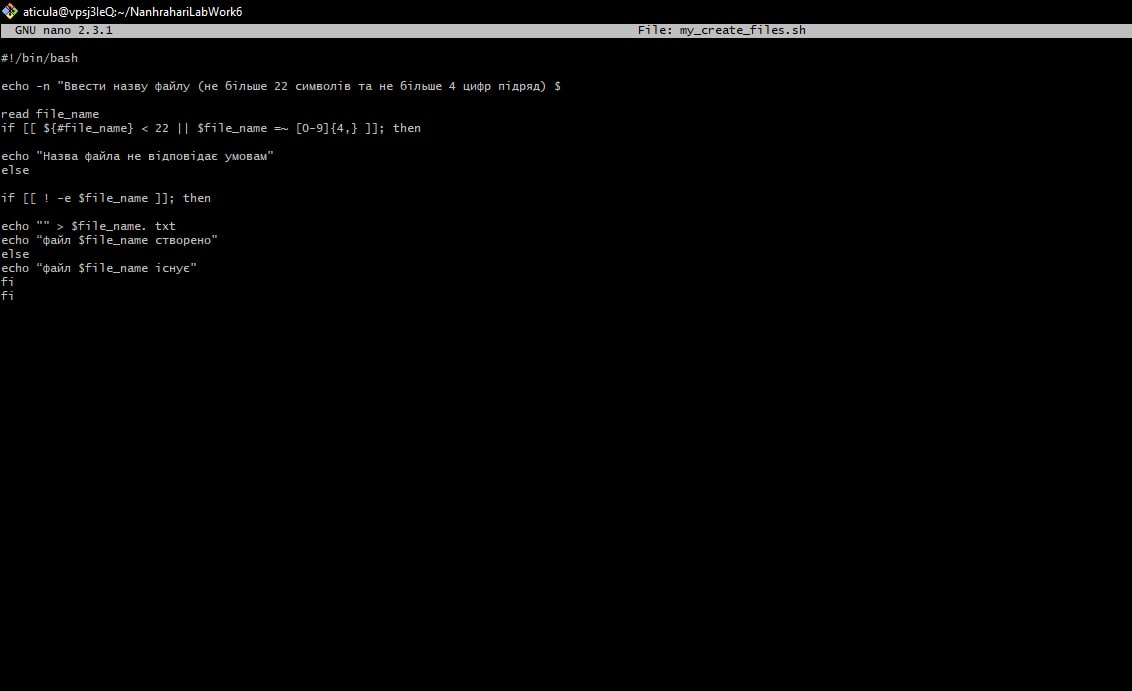 aticula@vpsj3leQ:~/NanhrahariLabWork6
GNU nano 2.3.1 File: my_create_files.sh
#!/bin/bash
echo -n "Ввести назву файлу (не більше 22 символів та не більше 4 цифр підряд) $
read file_name
if [[ ${#file_name} < 22 || $file_name =~ [0-9]{4,} ]]; then
echo "Назва файла не відповідає умовам"
else
if [[ ! -e $file_name ]]; then
echo "" > $file_name. txt
echo “файл $file_name створено"
else
echo “файл $file_name існує"
fi
fi